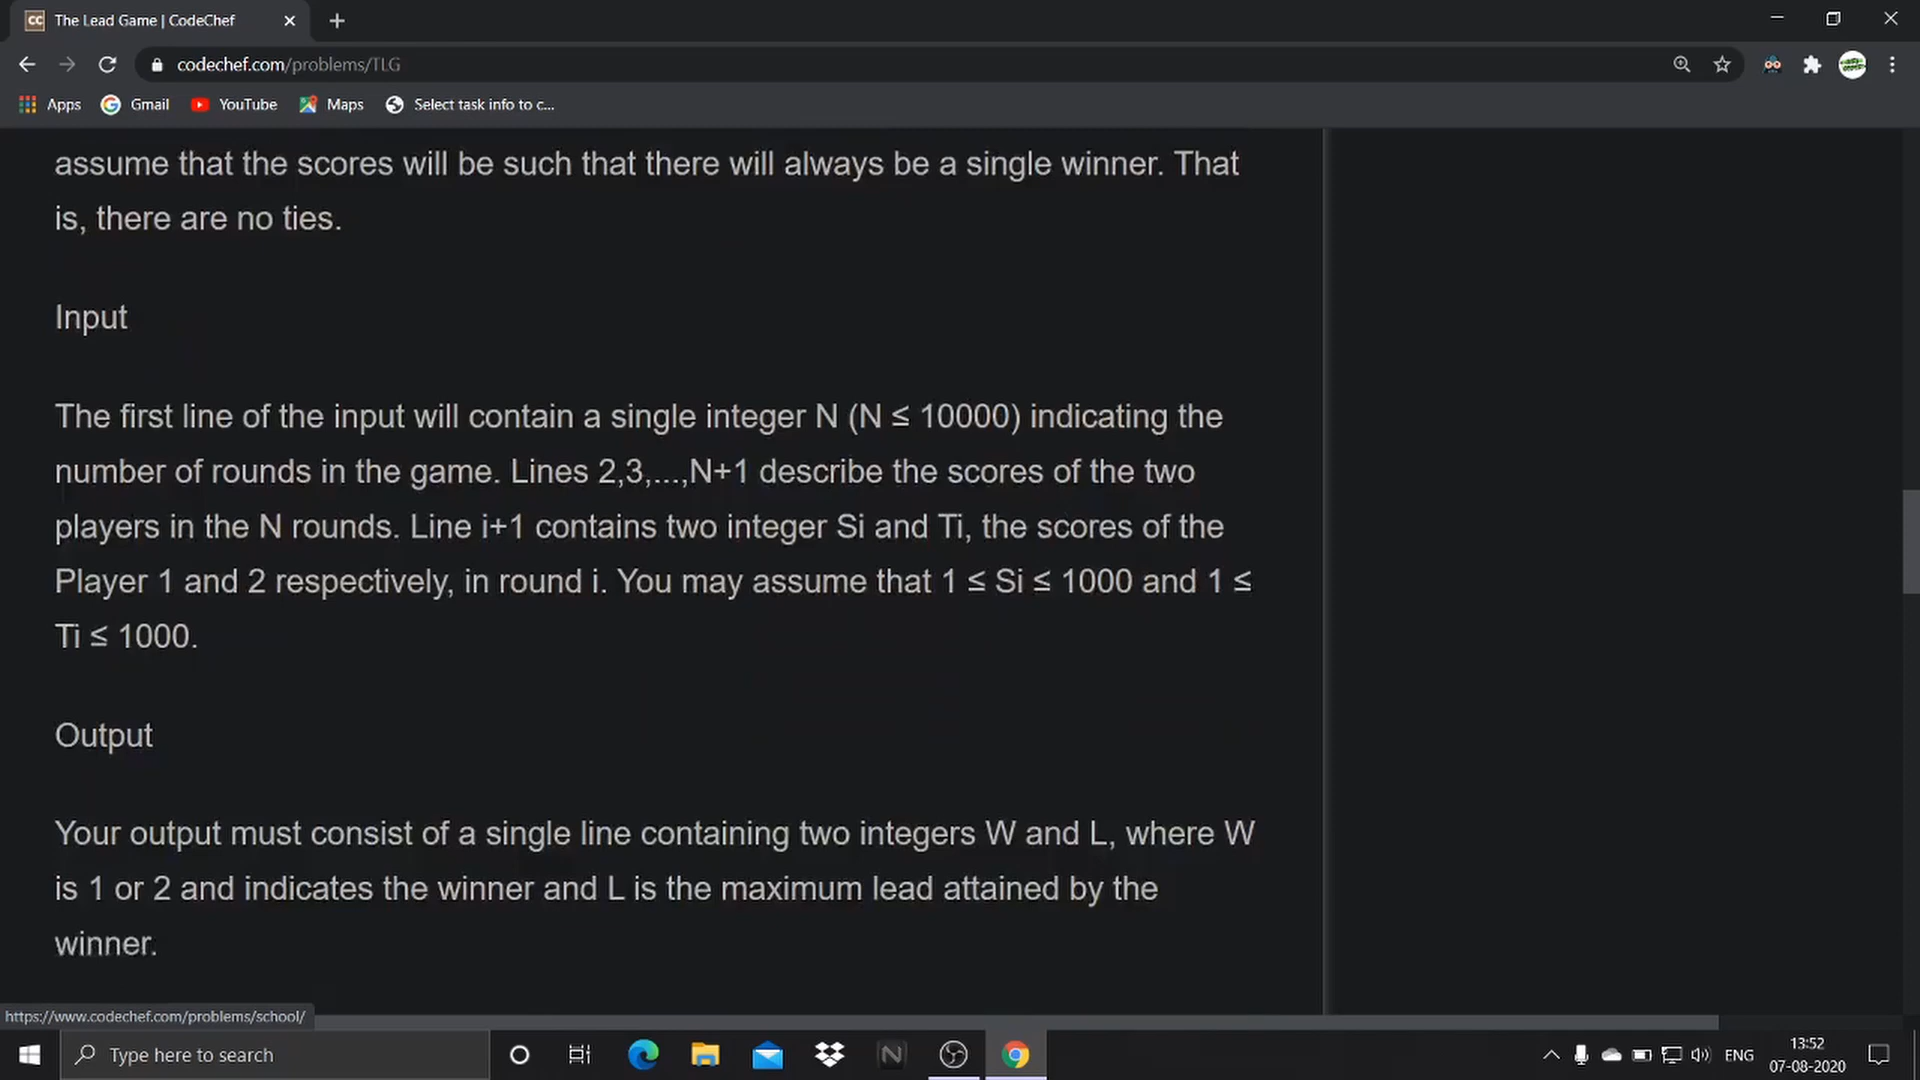 CC The Lead Game | CodeChef
codechef.com/problems/TLG
Apps Gmail YouTube Maps Select task info to c...
assume that the scores will be such that there will always be a single winner. That
is, there are no ties.
Input
The first line of the input will contain a single integer N (N ≤ 10000) indicating the
number of rounds in the game. Lines 2,3,...,N+1 describe the scores of the two
players in the N rounds. Line i+1 contains two integer Si and Ti, the scores of the
Player 1 and 2 respectively, in round i. You may assume that 1 ≤ Si ≤ 1000 and 1 ≤
Ti ≤ 1000.
Output
Your output must consist of a single line containing two integers W and L, where W
is 1 or 2 and indicates the winner and L is the maximum lead attained by the
winner.
https://www.codechef.com/problems/school/
Type here to search
ENG
13:52
07-08-2020